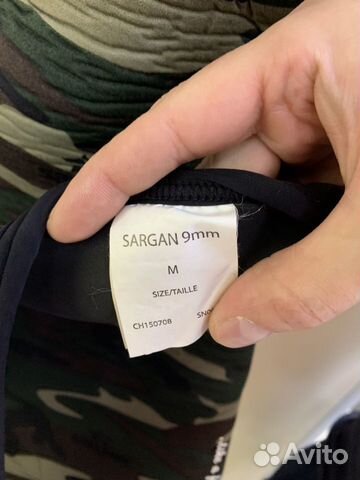 SARGAN 9mm
M
SIZE/TAILLE
CH150708
Avito